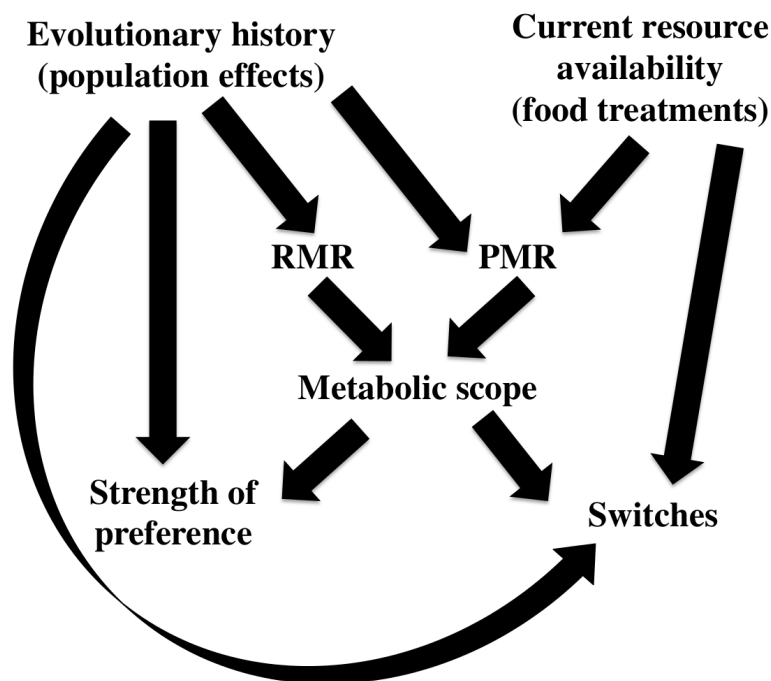 Evolutionary history
(population effects)
Current resource
availability
(food treatments)
RMR
PMR
Metabolic scope
Strength of
preference
Switches